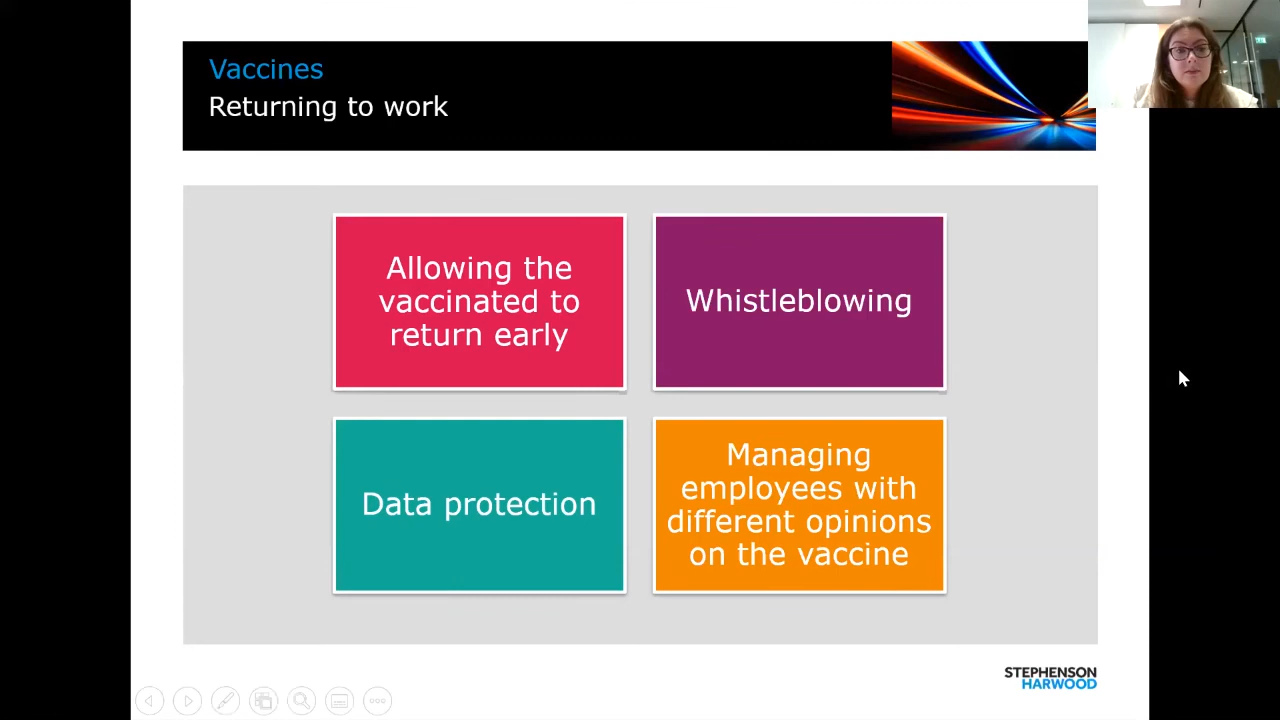 Vaccines
Returning to work
Allowing the
vaccinated to
return early
Whistleblowing
Data protection
Managing
employees with
different opinions
on the vaccine
STEPHENSON
HARWOOD